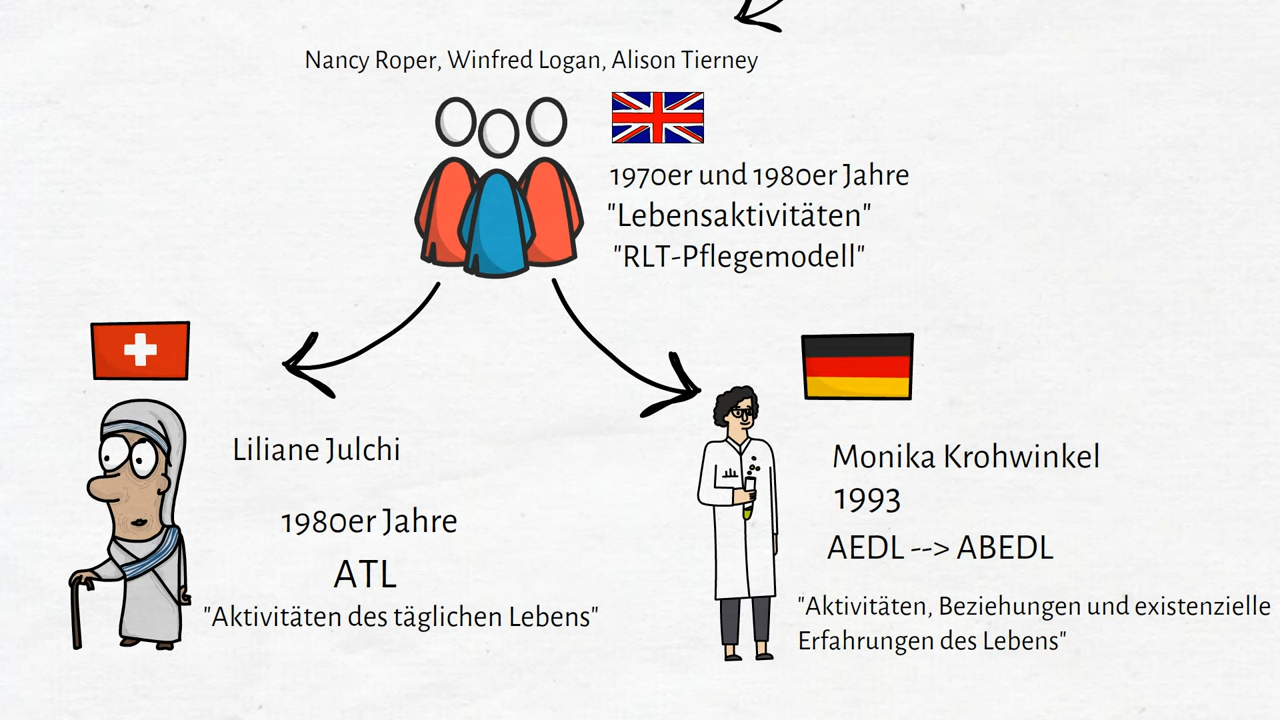 Nancy Roper, Winfred Logan, Alison Tierney
1970er und 1980er Jahre
"Lebensaktivitäten"
"RLT-Pflegemodell"
Liliane Julchi
1980er Jahre
ATL
"Aktivitäten des täglichen Lebens"
Monika Krohwinkel
1993
AEDL --> ABEDL
"Aktivitäten, Beziehungen und existenzielle
Erfahrungen des Lebens"